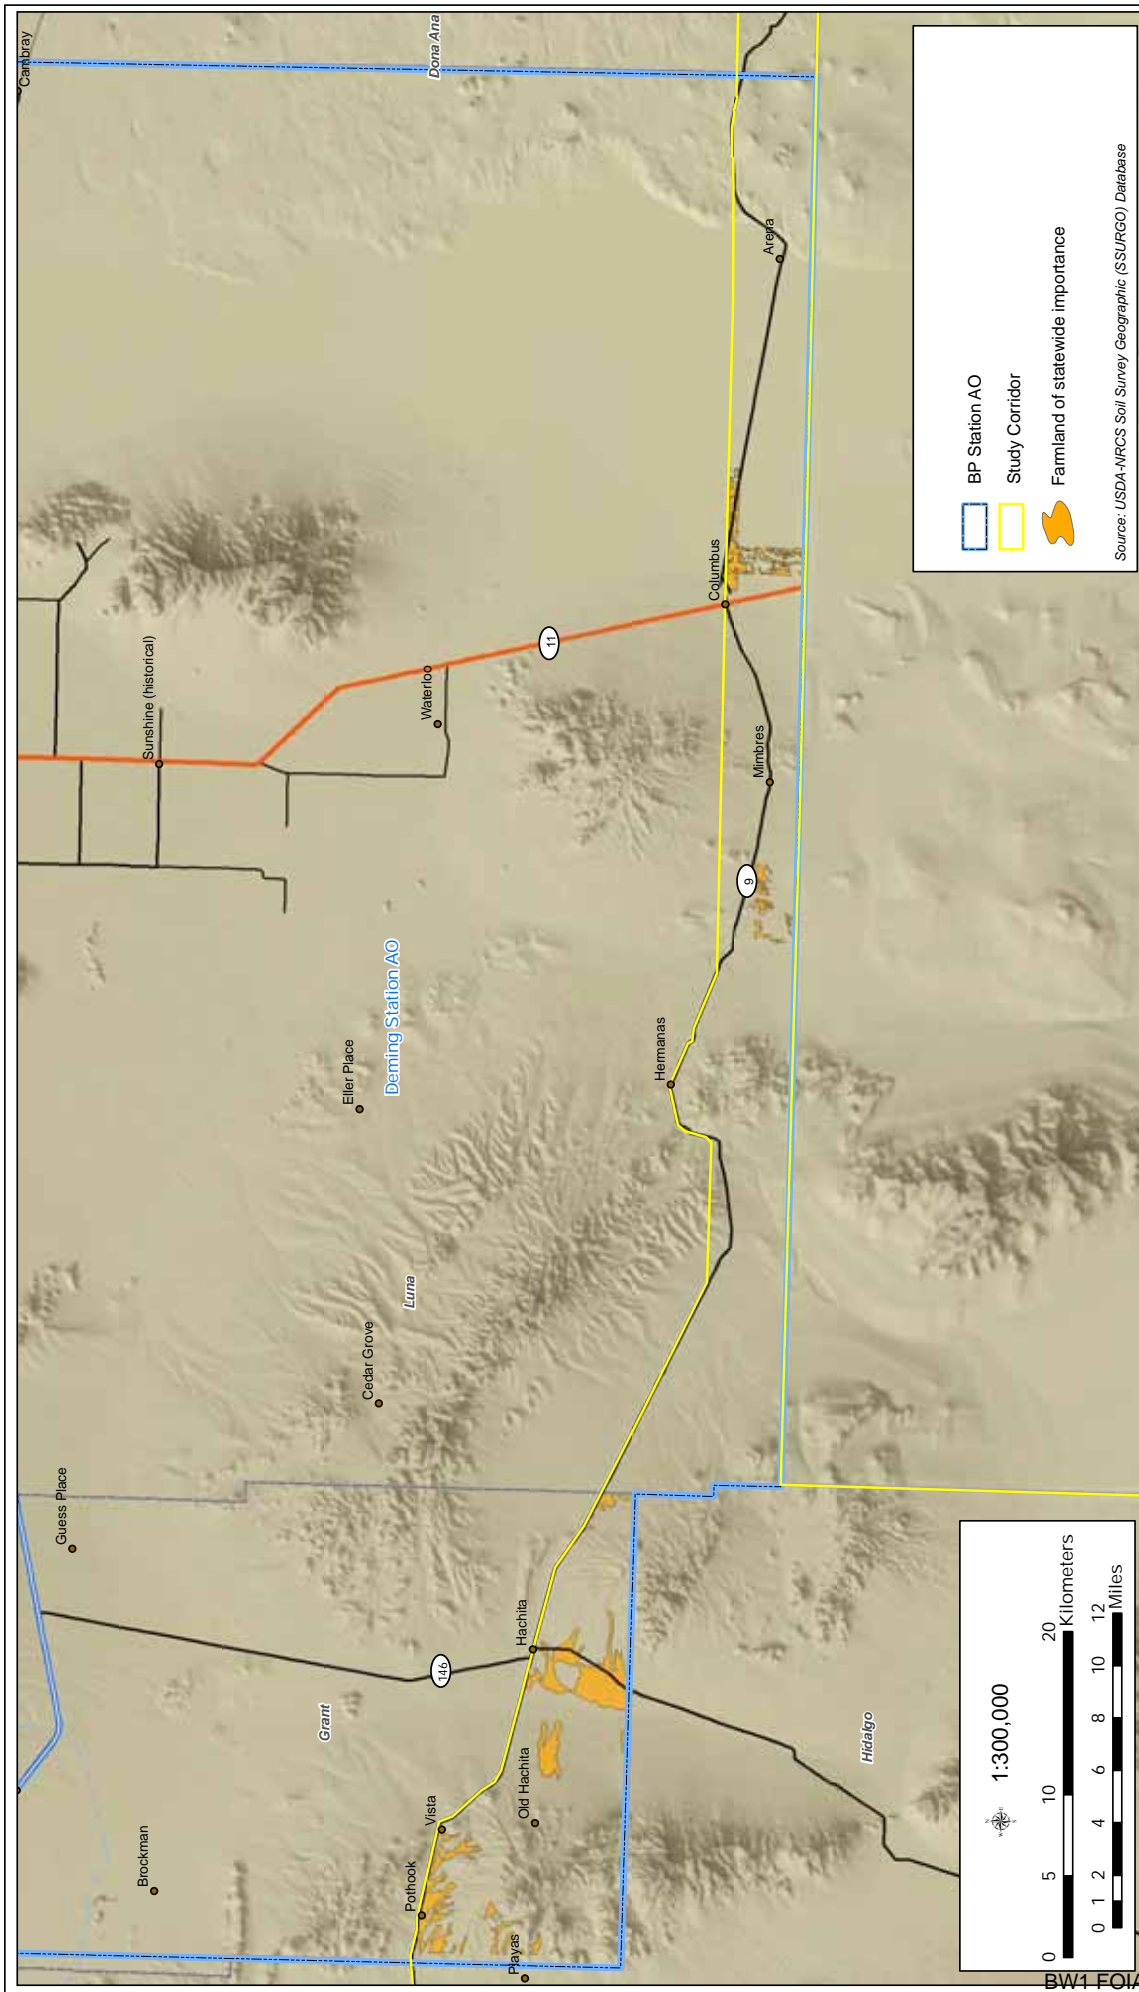 Cambray
Dona Ana
Sunshine (historical)
Waterloo
11
Columbus
Arena
Mimbres
9
Hermanas
Eller Place
Deming Station AO
Luna
Cedar Grove
Guess Place
146
Hachita
Grant
Old Hachita
Vista
Pothook
Brockman
Playas
Hidalgo
BP Station AO
Study Corridor
Farmland of statewide importance
Source: USDA-NRCS Soil Survey Geographic (SSURGO) Database
1:300,000
0 5 10 20
Kilometers
0 1 2 4 6 8 10 12
Miles
BW1 FOIA